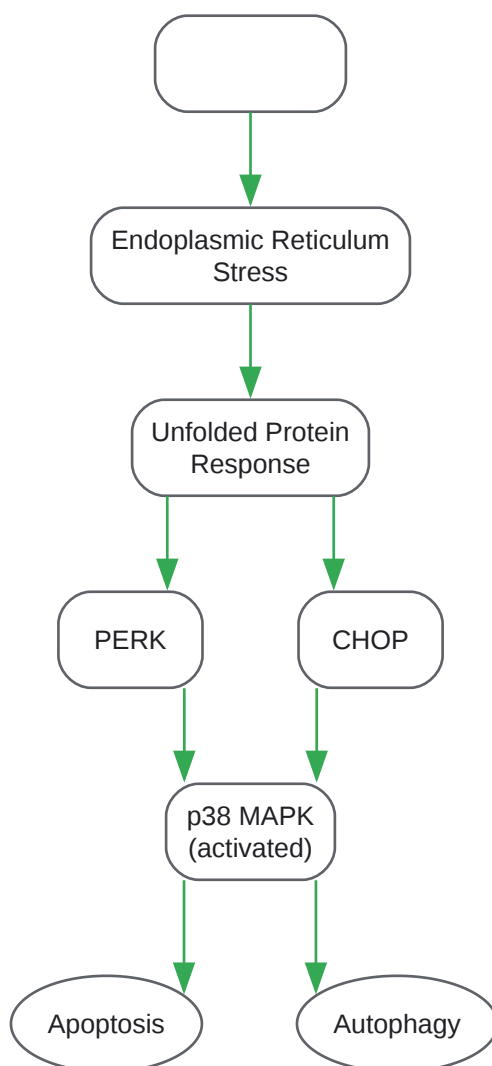 Endoplasmic Reticulum
Stress
Unfolded Protein
Response
PERK
CHOP
p38 MAPK
(activated)
Apoptosis
Autophagy